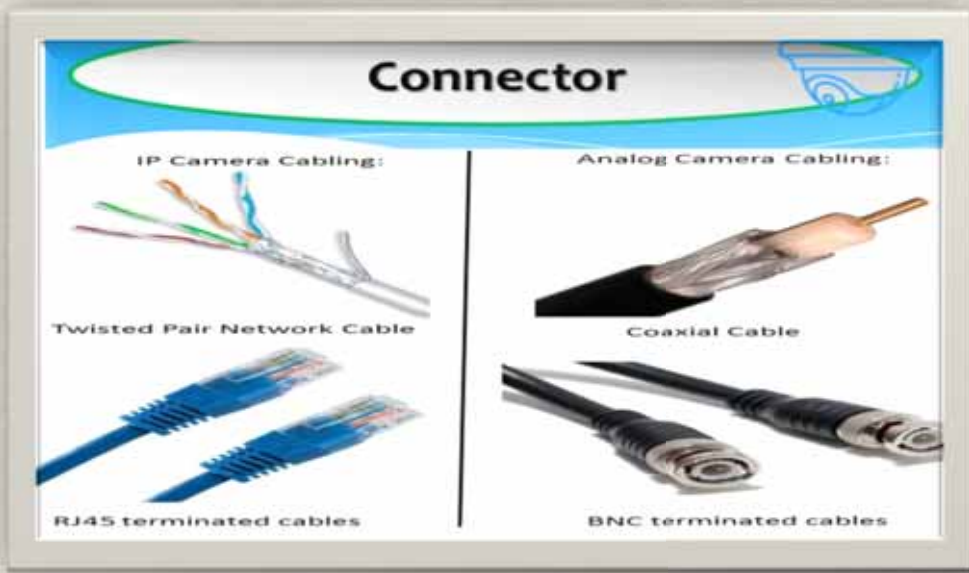 Connector
IP Camera Cabling:
Twisted Pair Network Cable
RJ45 terminated cables
Analog Camera Cabling:
Coaxial Cable
BNC terminated cables